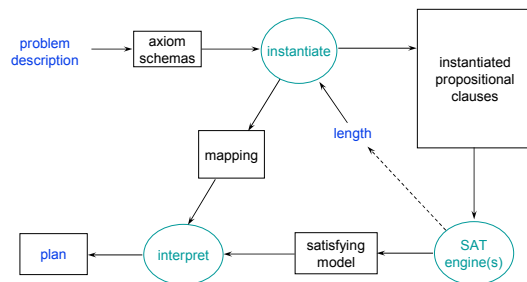 problem
description
axiom
schemas
instantiate
instantiated
propositional
clauses
length
mapping
plan
interpret
satisfying
model
SAT
engine(s)